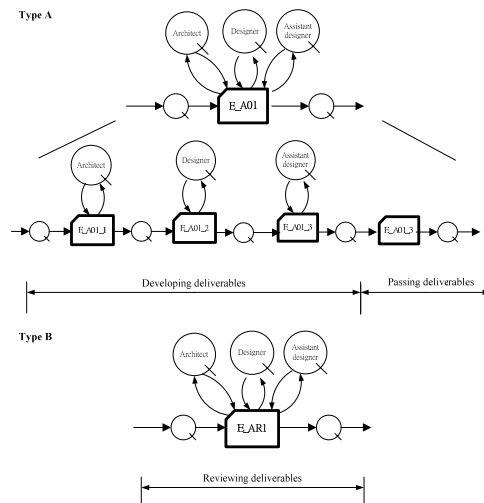 Type A
Architect
Designer
Assistant
designer
E_A01
Architect
Designer
Assistant
designer
E_A01_1
E_A01_2
E_A01_3
E_A01_3
Developing deliverables
Passing deliverables
Type B
Architect
Designer
Assistant
designer
E_AR1
Reviewing deliverables